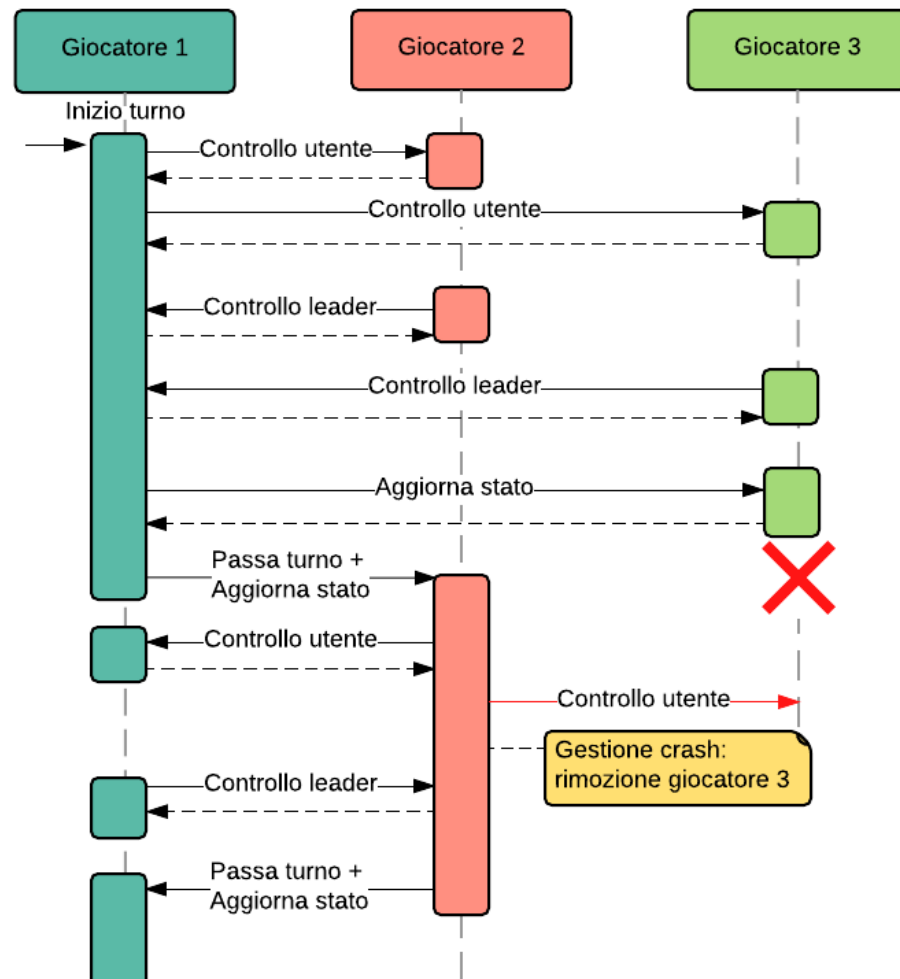 Giocatore 1
Giocatore 2
Giocatore 3
Inizio turno
Controllo utente
Controllo utente
Controllo leader
Controllo leader
Aggiorna stato
Passa turno +
Aggiorna stato
Controllo utente
Controllo utente
Gestione crash:
rimozione giocatore 3
Controllo leader
Passa turno +
Aggiorna stato